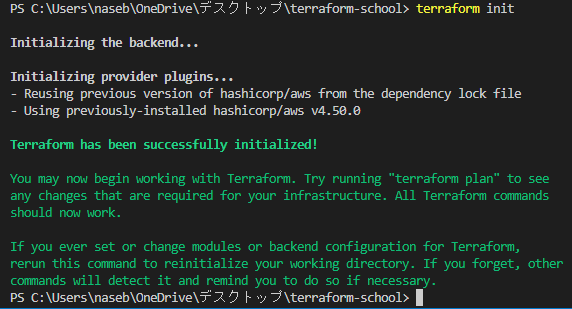 PS C:\Users\naseb\OneDrive\デスクトップ\terraform-school> terraform init
Initializing the backend...
Initializing provider plugins...
- Reusing previous version of hashicorp/aws from the dependency lock file
- Using previously-installed hashicorp/aws v4.50.0
Terraform has been successfully initialized!
You may now begin working with Terraform. Try running "terraform plan" to see
any changes that are required for your infrastructure. All Terraform commands
should now work.
If you ever set or change modules or backend configuration for Terraform,
rerun this command to reinitialize your working directory. If you forget, other
commands will detect it and remind you to do so if necessary.
PS C:\Users\naseb\OneDrive\デスクトップ\terraform-school>